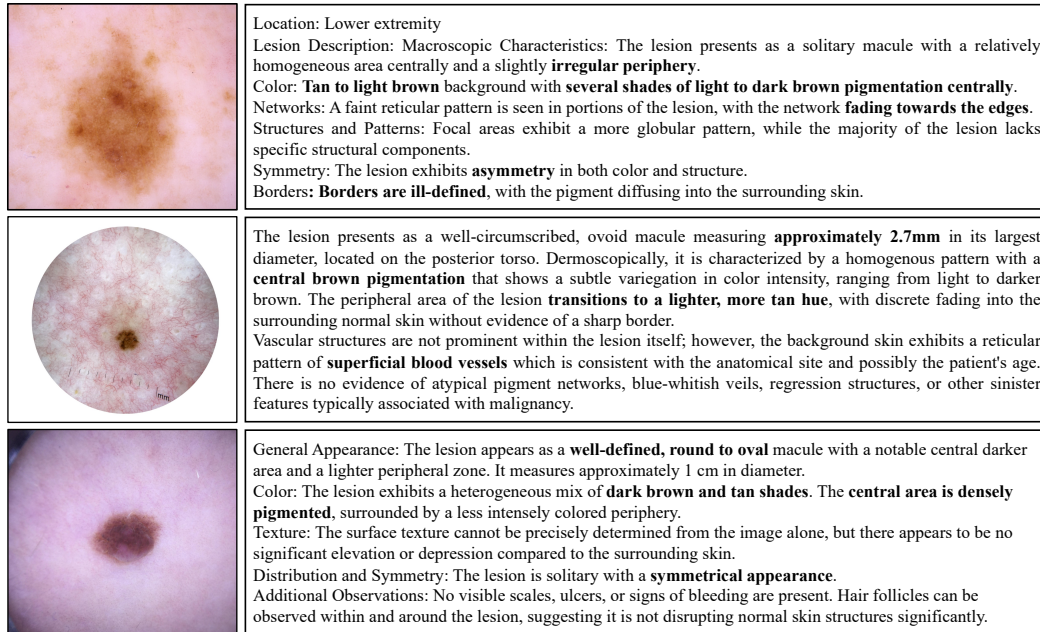 Location: Lower extremity
Lesion Description: Macroscopic Characteristics: The lesion presents as a solitary macule with a relatively
homogeneous area centrally and a slightly irregular periphery.
Color: Tan to light brown background with several shades of light to dark brown pigmentation centrally.
Networks: A faint reticular pattern is seen in portions of the lesion, with the network fading towards the edges.
Structures and Patterns: Focal areas exhibit a more globular pattern, while the majority of the lesion lacks
specific structural components.
Symmetry: The lesion exhibits asymmetry in both color and structure.
Borders: Borders are ill-defined, with the pigment diffusing into the surrounding skin.
The lesion presents as a well-circumscribed, ovoid macule measuring approximately 2.7mm in its largest
diameter, located on the posterior torso. Dermoscopically, it is characterized by a homogenous pattern with a
central brown pigmentation that shows a subtle variegation in color intensity, ranging from light to darker
brown. The peripheral area of the lesion transitions to a lighter, more tan hue, with discrete fading into the
surrounding normal skin without evidence of a sharp border.
Vascular structures are not prominent within the lesion itself; however, the background skin exhibits a reticular
pattern of superficial blood vessels which is consistent with the anatomical site and possibly the patient's age.
There is no evidence of atypical pigment networks, blue-whitish veils, regression structures, or other sinister
features typically associated with malignancy.
mm
General Appearance: The lesion appears as a well-defined, round to oval macule with a notable central darker
area and a lighter peripheral zone. It measures approximately 1 cm in diameter.
Color: The lesion exhibits a heterogeneous mix of dark brown and tan shades. The central area is densely
pigmented, surrounded by a less intensely colored periphery.
Texture: The surface texture cannot be precisely determined from the image alone, but there appears to be no
significant elevation or depression compared to the surrounding skin.
Distribution and Symmetry: The lesion is solitary with a symmetrical appearance.
Additional Observations: No visible scales, ulcers, or signs of bleeding are present. Hair follicles can be
observed within and around the lesion, suggesting it is not disrupting normal skin structures significantly.